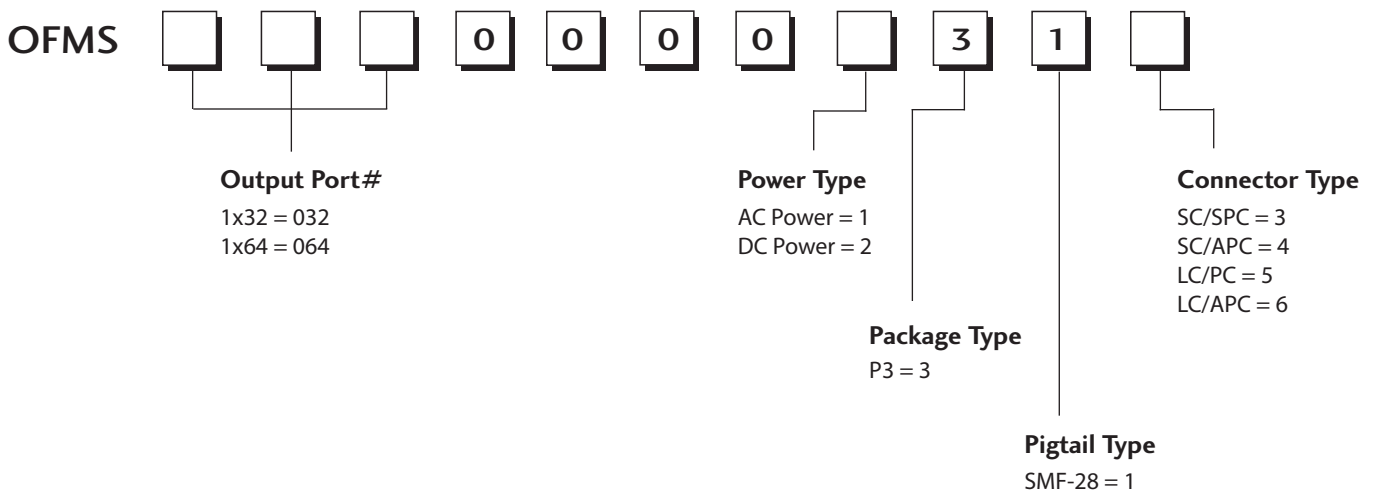 OFMS 0 0 0 0 3 1
Output Port#
1x32 = 032
1x64 = 064
Power Type
AC Power = 1
DC Power = 2
Connector Type
SC/SPC = 3
SC/APC = 4
LC/PC = 5
LC/APC = 6
Package Type
P3 = 3
Pigtail Type
SMF-28 = 1